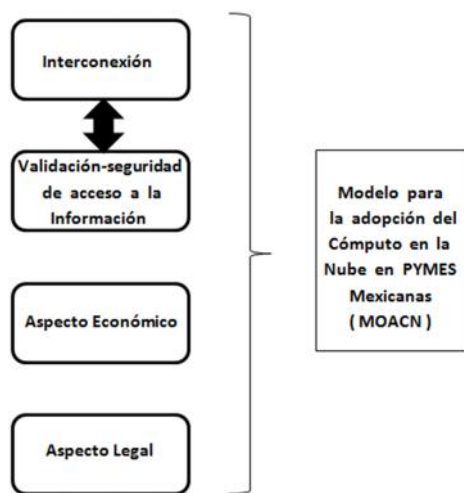 Interconexión
Validación-seguridad
de acceso a la
Información
Aspecto Económico
Aspecto Legal
Modelo para
la adopción del
Cómputo en la
Nube en PYMES
Mexicanas
( MOACN )